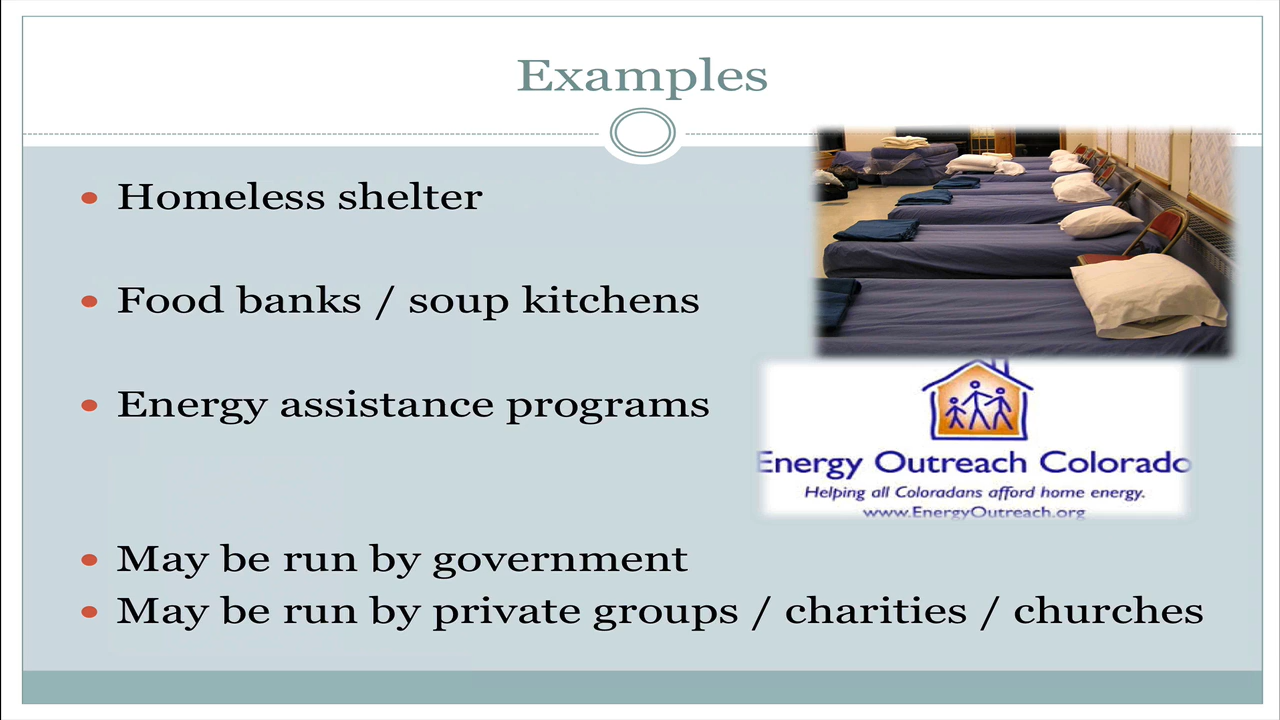 Examples
• Homeless shelter
• Food banks / soup kitchens
• Energy assistance programs
Energy Outreach Colorado
Helping all Coloradans afford home energy.
www.EnergyOutreach.org
• May be run by government
• May be run by private groups / charities / churches